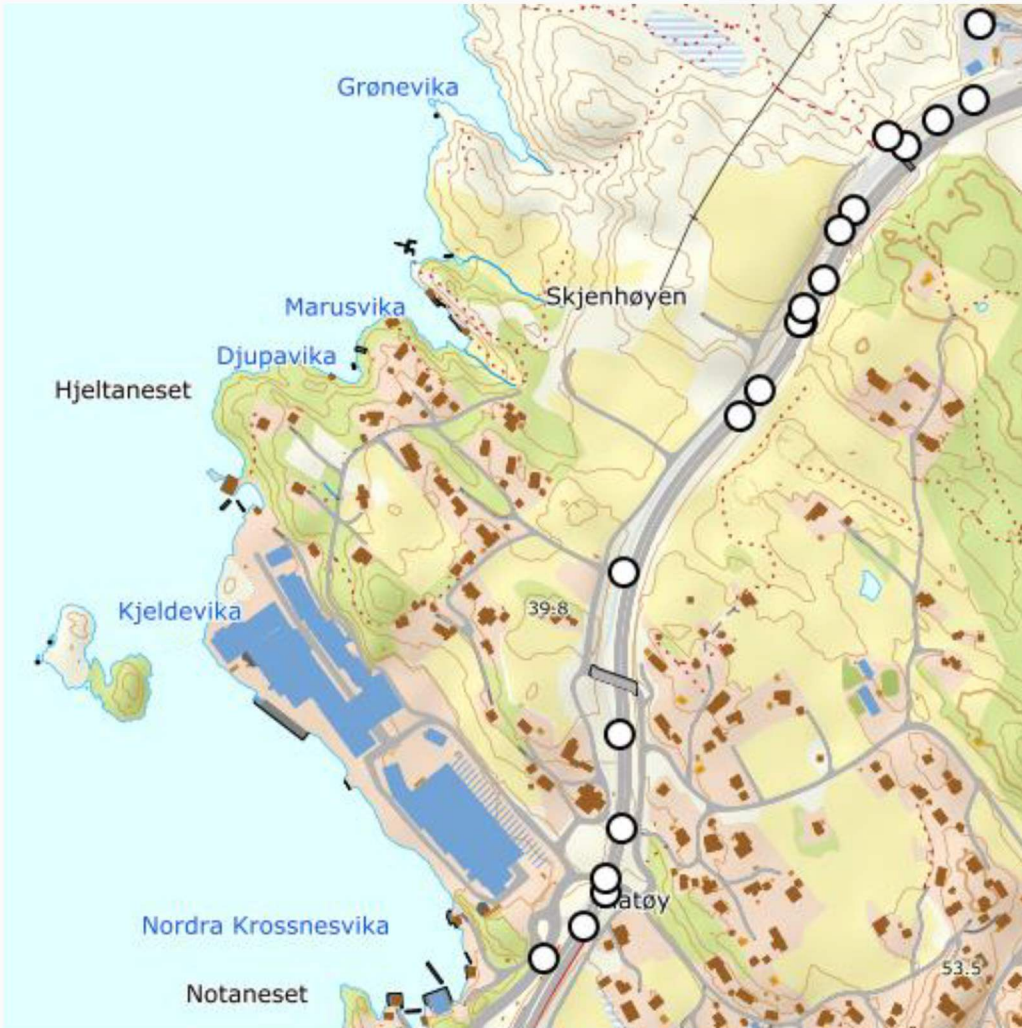 Grønevika
Skjenhøyen
Marusvika
Djupavika
Hjeltaneset
Kjeldevika
39.8
Nordra Krossnesvika
53.5
Notaneset